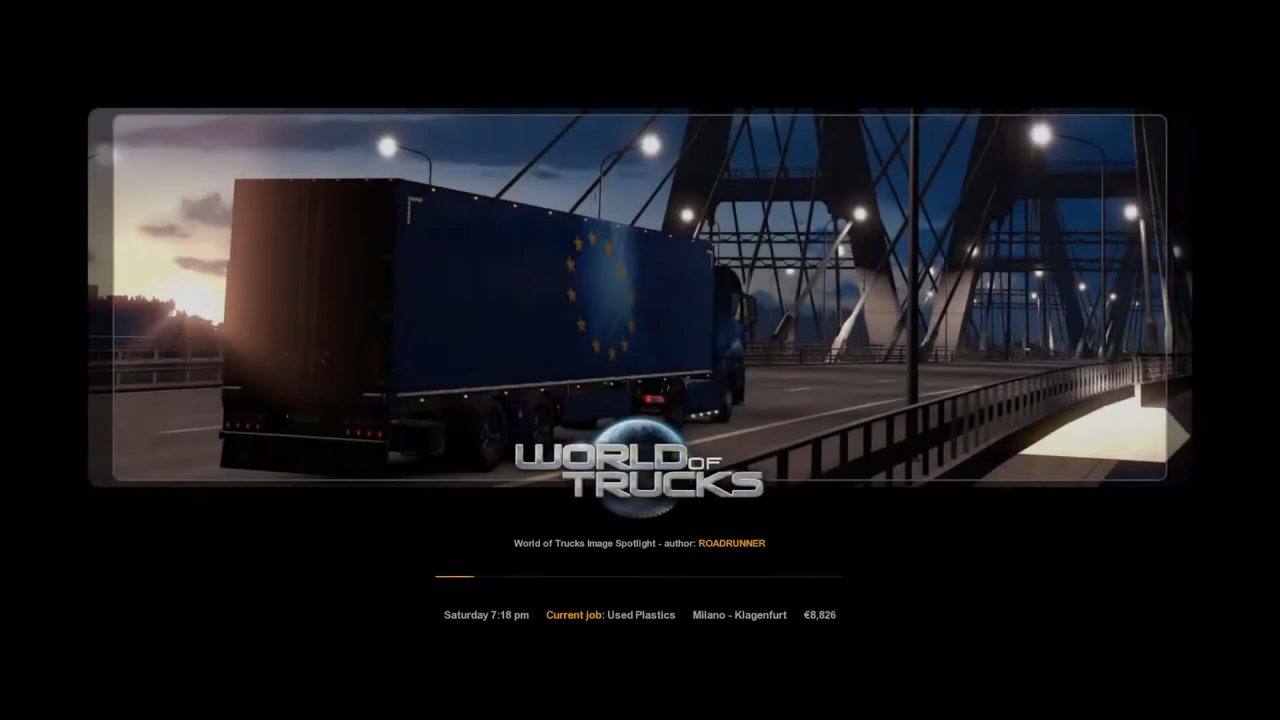 WORLD OF
TRUCKS
World of Trucks Image Spotlight - author: ROADRUNNER
Saturday 7:18 pm Current job: Used Plastics Milano - Klagenfurt €8,826